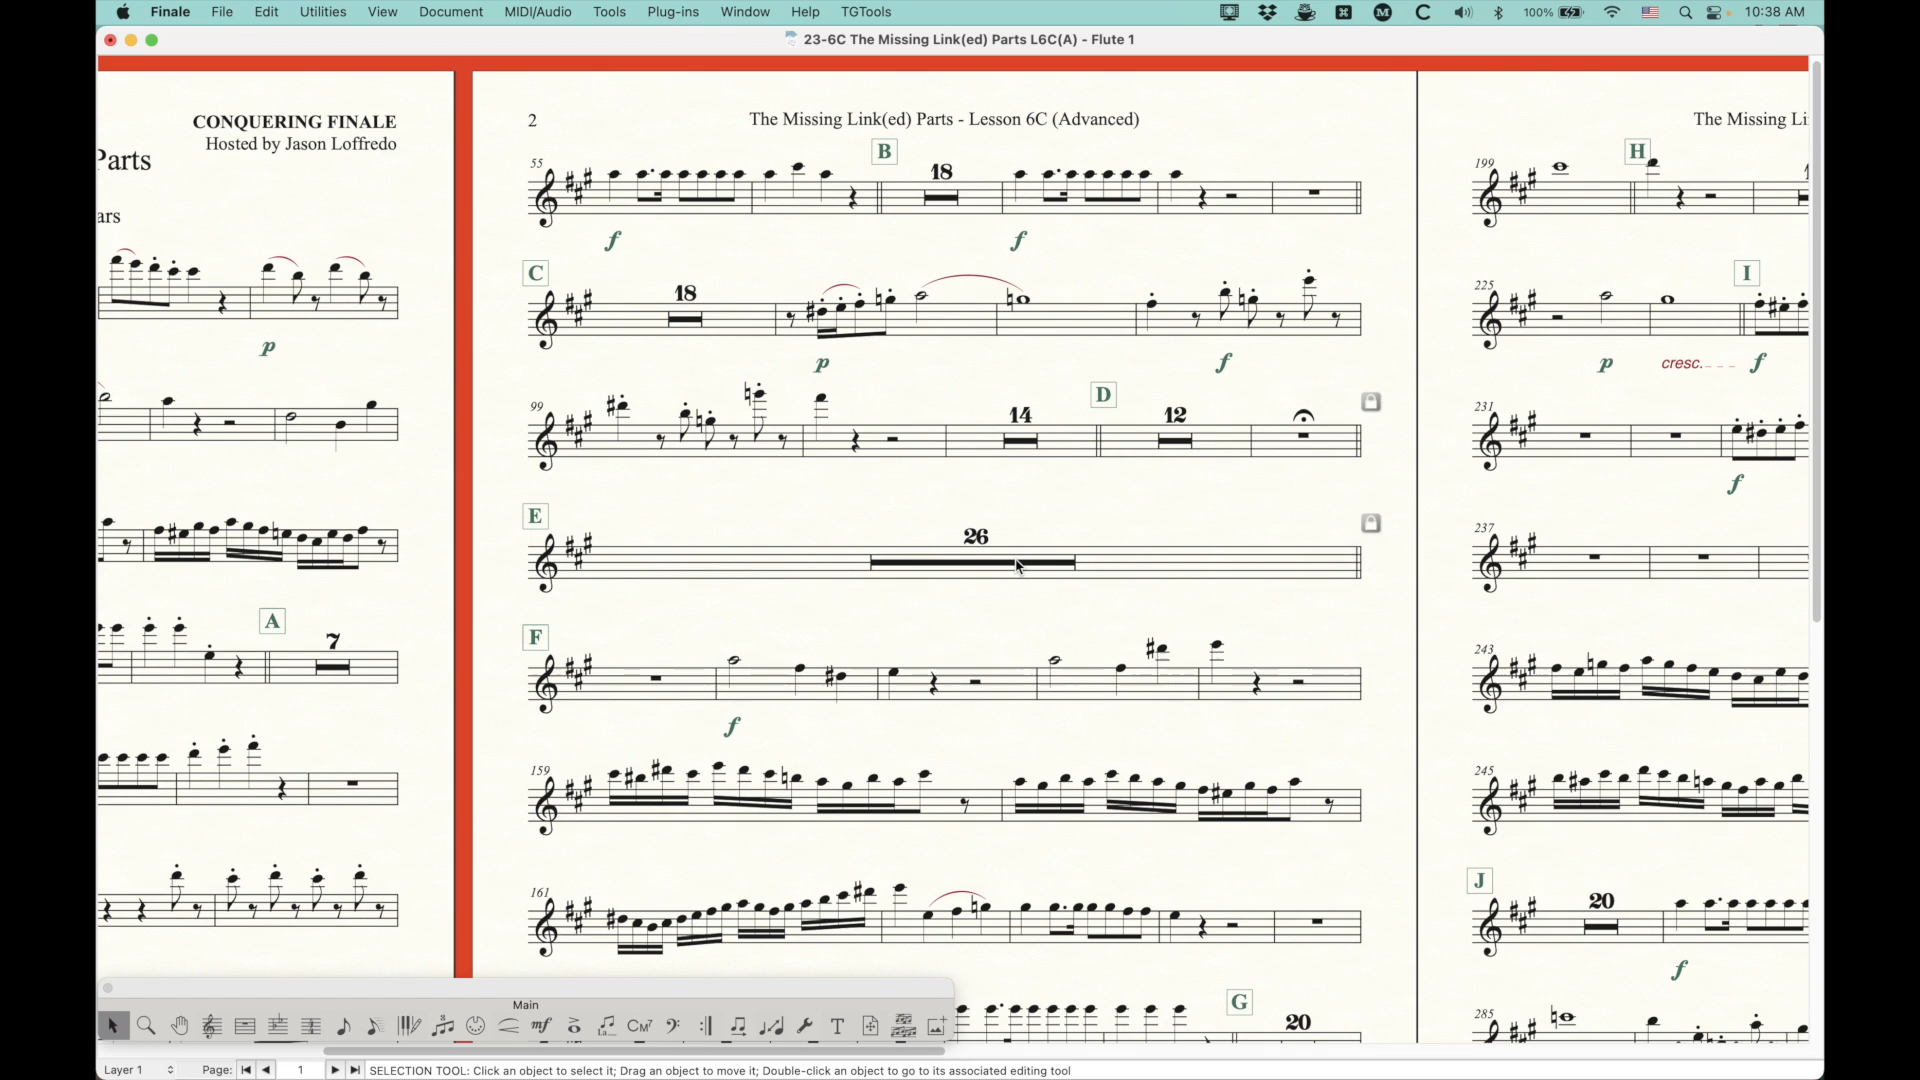 Finale File Edit Utilities View Document MIDI/Audio Tools Plug-ins Window Help TGTools 100% 10:38 AM
23-6C The Missing Link(ed) Parts L6C(A) - Flute 1
CONQUERING FINALE
Hosted by Jason Loffredo
Parts
ars
p
A
7
2
The Missing Link(ed) Parts - Lesson 6C (Advanced)
55
B
18
f
f
C
18
p
f
99
14
D
12
E
26
F
f
159
161
G
20
The Missing Li
199
H
225
I
p cresc. f
231
f
237
243
245
J
20
f
285
Main
mf
CM7
T
Layer 1 Page: 1 SELECTION TOOL: Click an object to select it; Drag an object to move it; Double-click an object to go to its associated editing tool